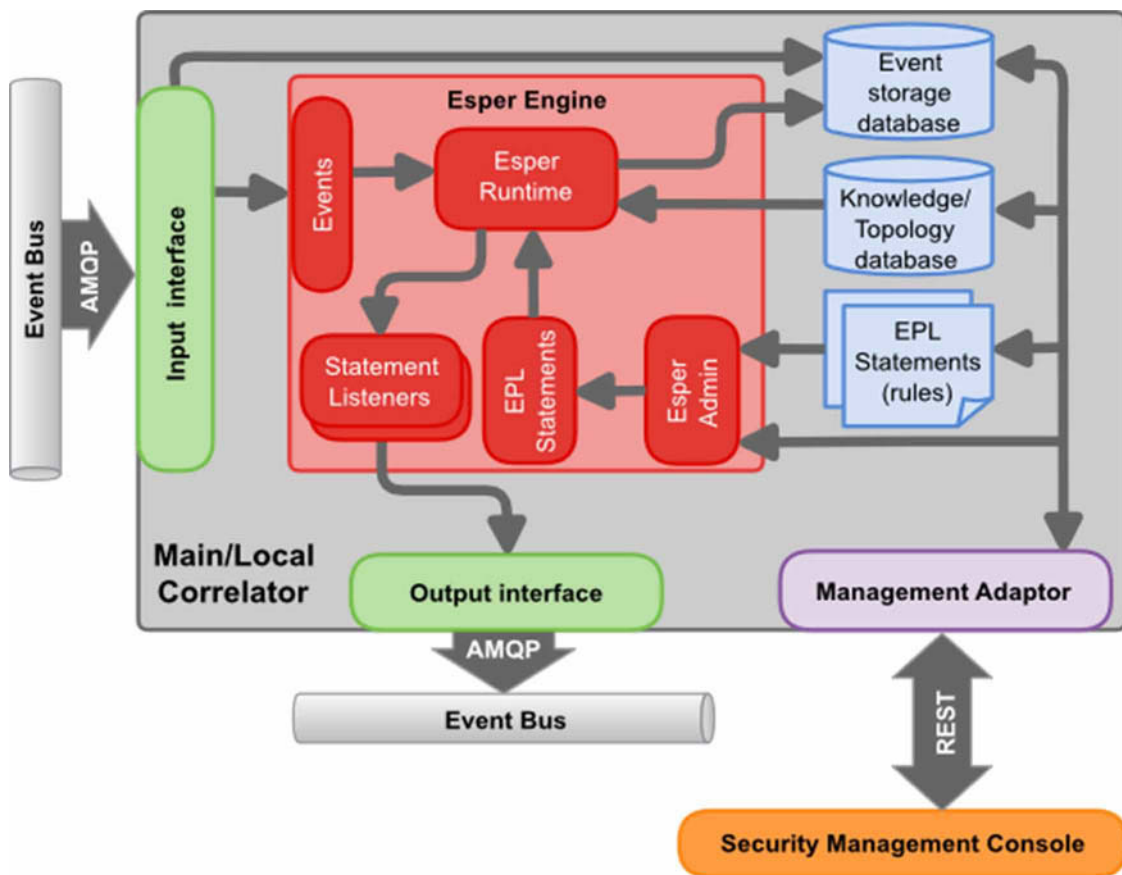 Event Bus
AMQP
Input interface
Esper Engine
Events
Esper
Runtime
Statement
Listeners
EPL
Statements
Esper
Admin
Event
storage
database
Knowledge/
Topology
database
EPL
Statements
(rules)
Main/Local
Correlator
Output interface
Management Adaptor
AMQP
Event Bus
REST
Security Management Console